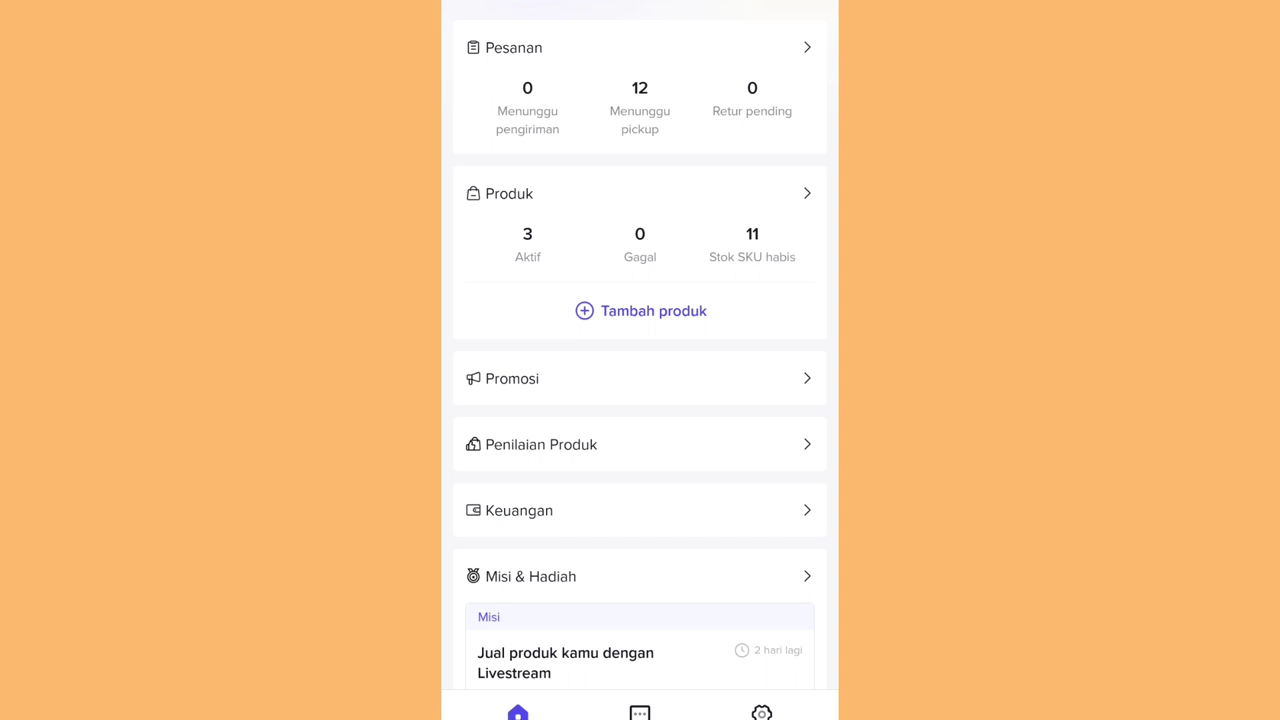 Pesanan
0 12 0
Menunggu Menunggu Retur pending
pengiriman pickup
Produk
3 0 11
Aktif Gagal Stok SKU habis
Tambah produk
Promosi
Penilaian Produk
Keuangan
Misi & Hadiah
Misi
Jual produk kamu dengan 2 hari lagi
Livestream